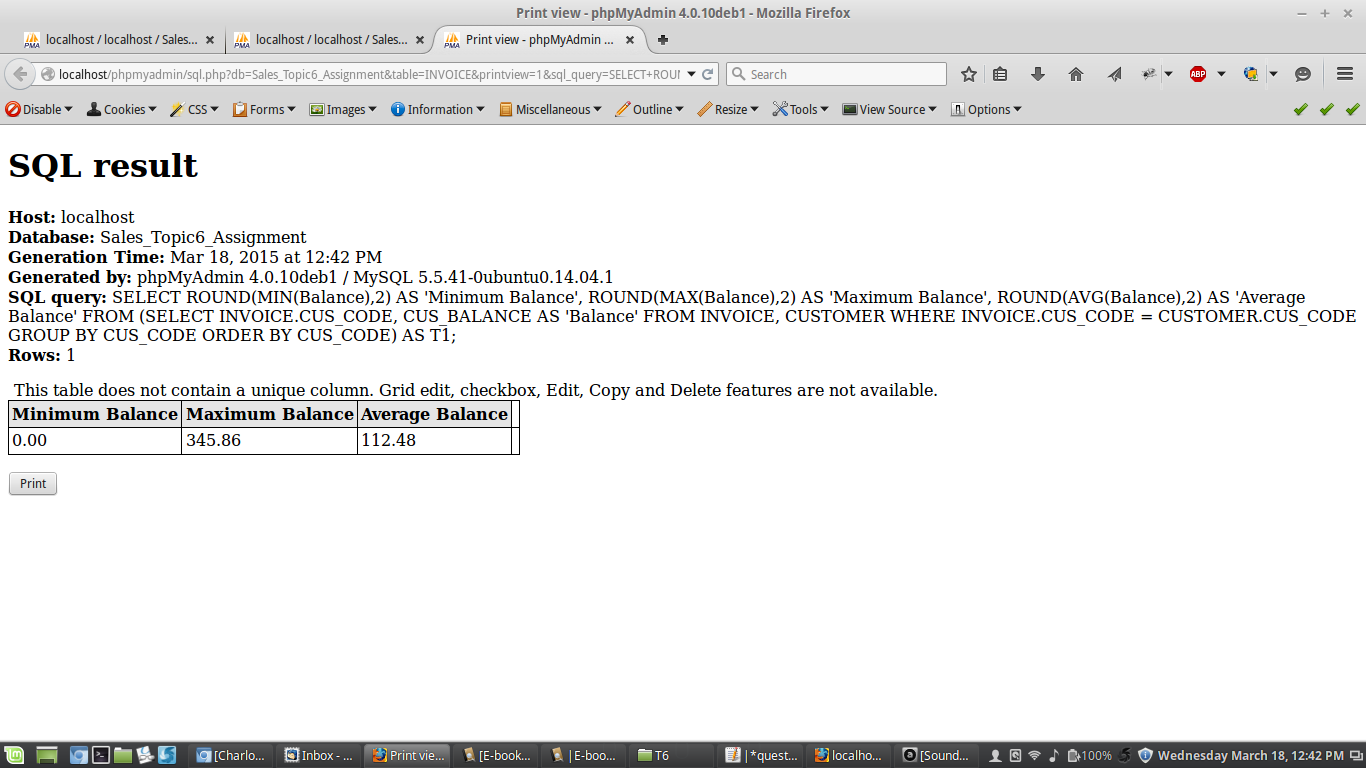 Print view - phpMyAdmin 4.0.10deb1 - Mozilla Firefox
localhost / localhost / Sales...
localhost / localhost / Sales...
Print view - phpMyAdmin ...
localhost/phpmyadmin/sql.php?db=Sales_Topic6_Assignment&table=INVOICE&printview=1&sql_query=SELECT+ROUN
Search
ABP
Disable Cookies CSS Forms Images Information Miscellaneous Outline Resize Tools View Source Options
SQL result
Host: localhost
Database: Sales_Topic6_Assignment
Generation Time: Mar 18, 2015 at 12:42 PM
Generated by: phpMyAdmin 4.0.10deb1 / MySQL 5.5.41-0ubuntu0.14.04.1
SQL query: SELECT ROUND(MIN(Balance),2) AS 'Minimum Balance', ROUND(MAX(Balance),2) AS 'Maximum Balance', ROUND(AVG(Balance),2) AS 'Average
Balance' FROM (SELECT INVOICE.CUS_CODE, CUS_BALANCE AS 'Balance' FROM INVOICE, CUSTOMER WHERE INVOICE.CUS_CODE = CUSTOMER.CUS_CODE
GROUP BY CUS_CODE ORDER BY CUS_CODE) AS T1;
Rows: 1
This table does not contain a unique column. Grid edit, checkbox, Edit, Copy and Delete features are not available.
Minimum Balance Maximum Balance Average Balance
0.00 345.86 112.48
Print
[Charlo... Inbox - ... Print vie... [E-book... [E-boo... T6 *quest... localho... [Sound... 100% Wednesday March 18, 12:42 PM